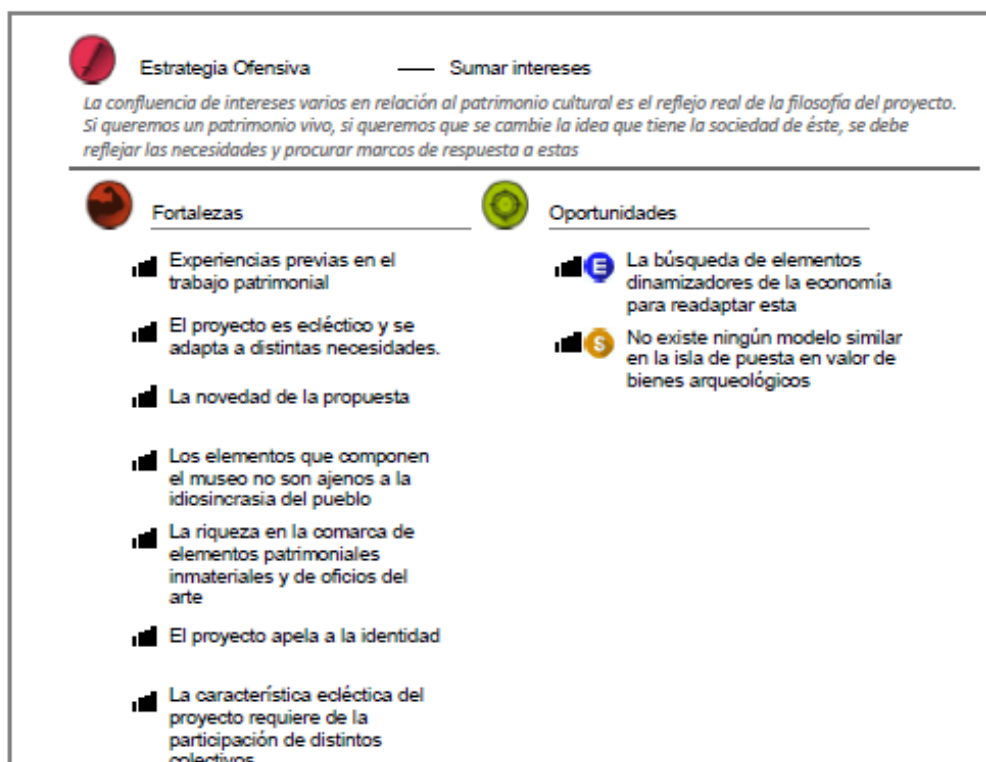 Estrategia Ofensiva — Sumar intereses
La confluencia de intereses varios en relación al patrimonio cultural es el reflejo real de la filosofía del proyecto.
Si queremos un patrimonio vivo, si queremos que se cambie la idea que tiene la sociedad de éste, se debe
reflejar las necesidades y procurar marcos de respuesta a estas
Fortalezas
Experiencias previas en el
trabajo patrimonial
El proyecto es ecléctico y se
adapta a distintas necesidades.
La novedad de la propuesta
Los elementos que componen
el museo no son ajenos a la
idiosincrasia del pueblo
La riqueza en la comarca de
elementos patrimoniales
inmateriales y de oficios del
arte
El proyecto apela a la identidad
La característica ecléctica del
proyecto requiere de la
participación de distintos
colectivos
Oportunidades
E La búsqueda de elementos
dinamizadores de la economía
para readaptar esta
S No existe ningún modelo similar
en la isla de puesta en valor de
bienes arqueológicos